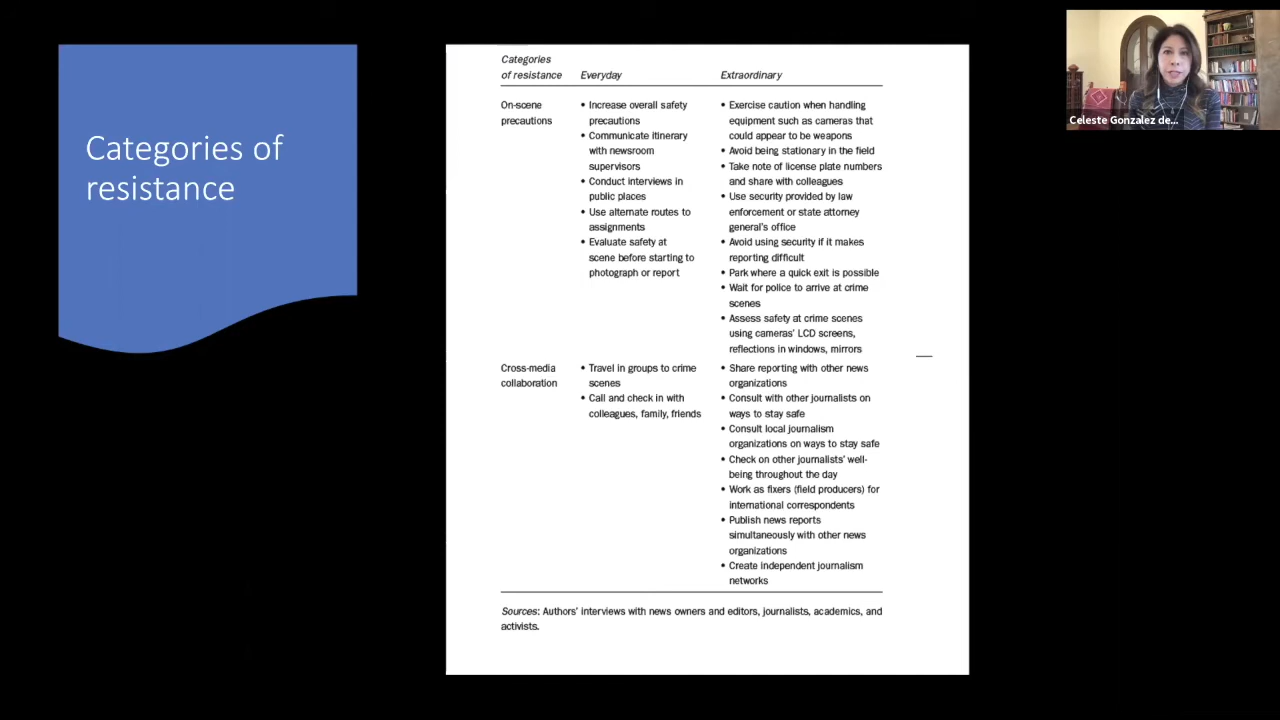 Categories of
resistance
Categories
of resistance Everyday Extraordinary
On-scene
precautions
• Increase overall safety
precautions
• Communicate itinerary
with newsroom
supervisors
• Conduct interviews in
public places
• Use alternate routes to
assignments
• Evaluate safety at
scene before starting to
photograph or report
• Exercise caution when handling
equipment such as cameras that
could appear to be weapons
• Avoid being stationary in the field
• Take note of license plate numbers
and share with colleagues
• Use security provided by law
enforcement or state attorney
general's office
• Avoid using security if it makes
reporting difficult
• Park where a quick exit is possible
• Wait for police to arrive at crime
scenes
• Assess safety at crime scenes
using cameras' LCD screens,
reflections in windows, mirrors
Cross-media
collaboration
• Travel in groups to crime
scenes
• Call and check in with
colleagues, family, friends
• Share reporting with other news
organizations
• Consult with other journalists on
ways to stay safe
• Consult local journalism
organizations on ways to stay safe
• Check on other journalists' well-
being throughout the day
• Work as fixers (field producers) for
international correspondents
• Publish news reports
simultaneously with other news
organizations
• Create independent journalism
networks
Sources: Authors' interviews with news owners and editors, journalists, academics, and
activists.
Celeste Gonzalez de...